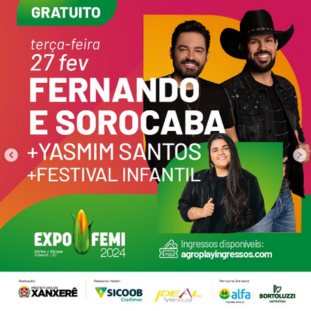 GRATUITO
terça-feira
27 fev
FERNANDO
E SOROCABA
+YASMIM SANTOS
+FESTIVAL INFANTIL
EXPO FEMI
2024
Ingressos disponíveis:
agroplayingressos.com
XANXERÊ
SICOOB
IDEAL
alfa
BORTOLUZZI